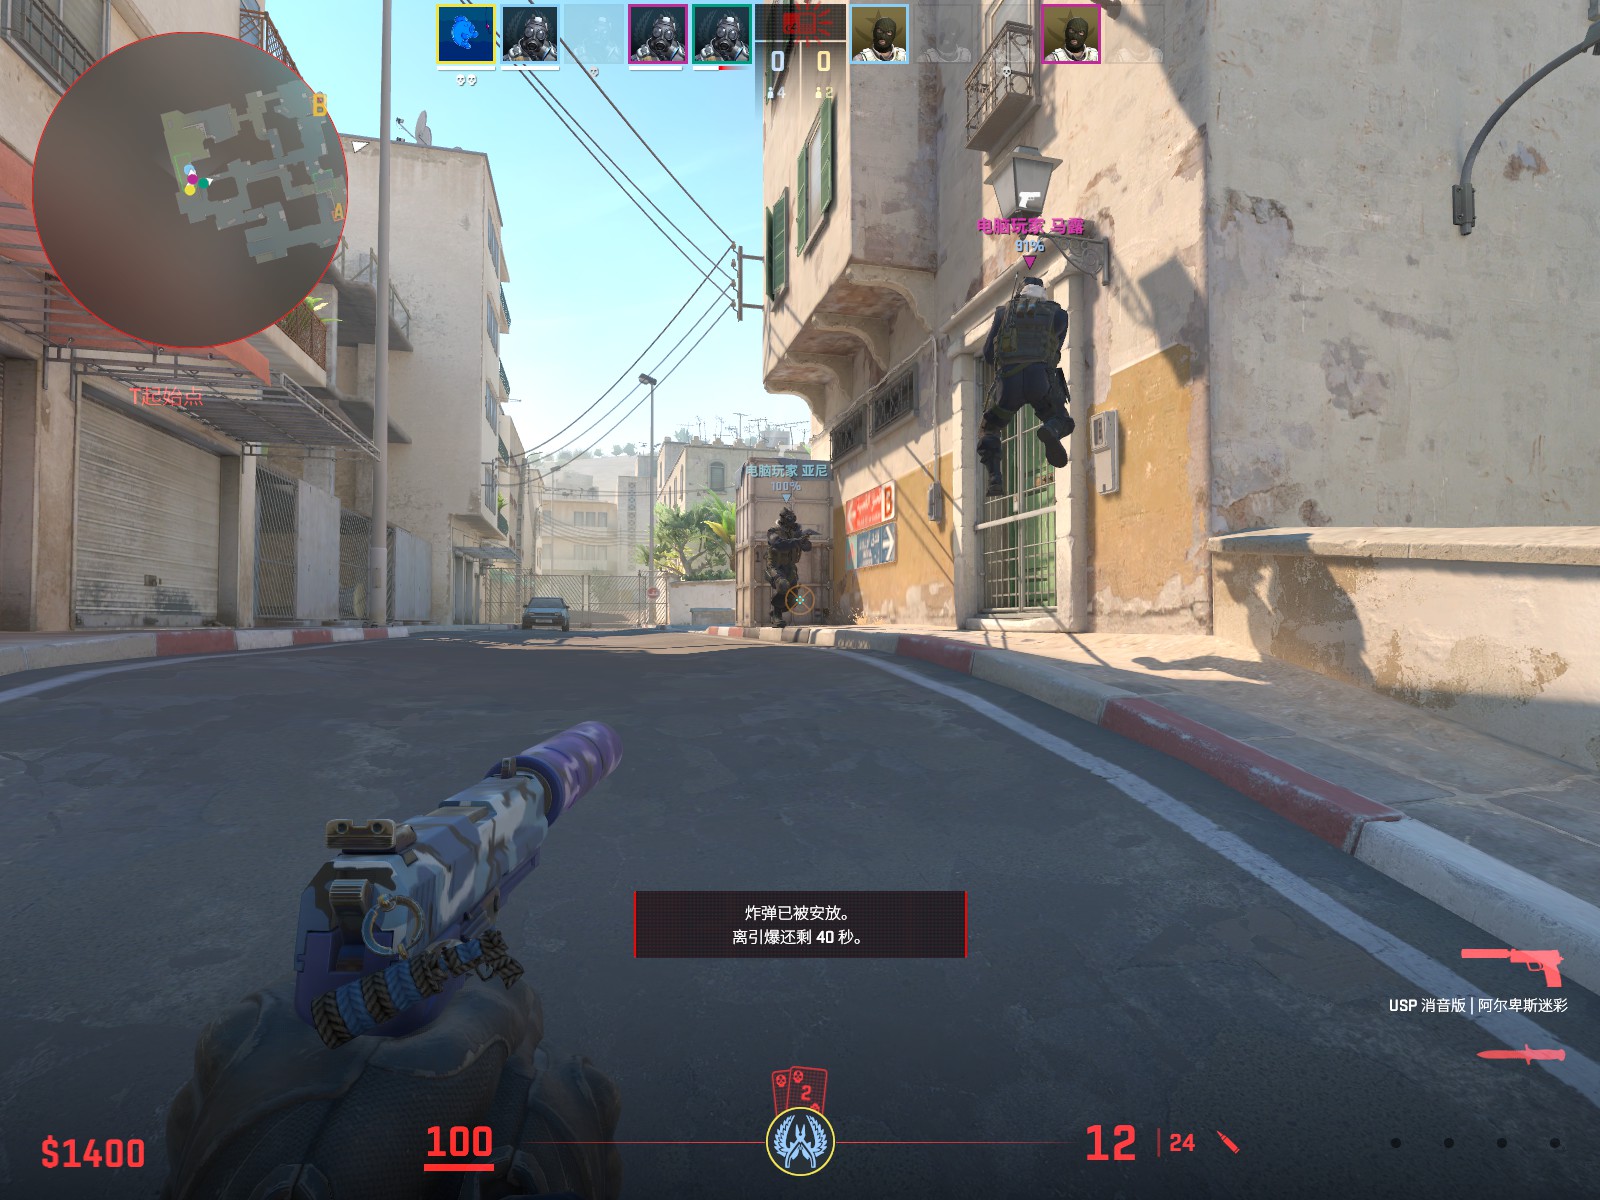 0 0
4 2
B
A
电脑玩家 马露
91%
T起始点
电脑玩家 亚尼
100%
B
炸弹已被安放。
离引爆还剩 40 秒。
USP 消音版 | 阿尔卑斯迷彩
2
$1400
100
12 | 24